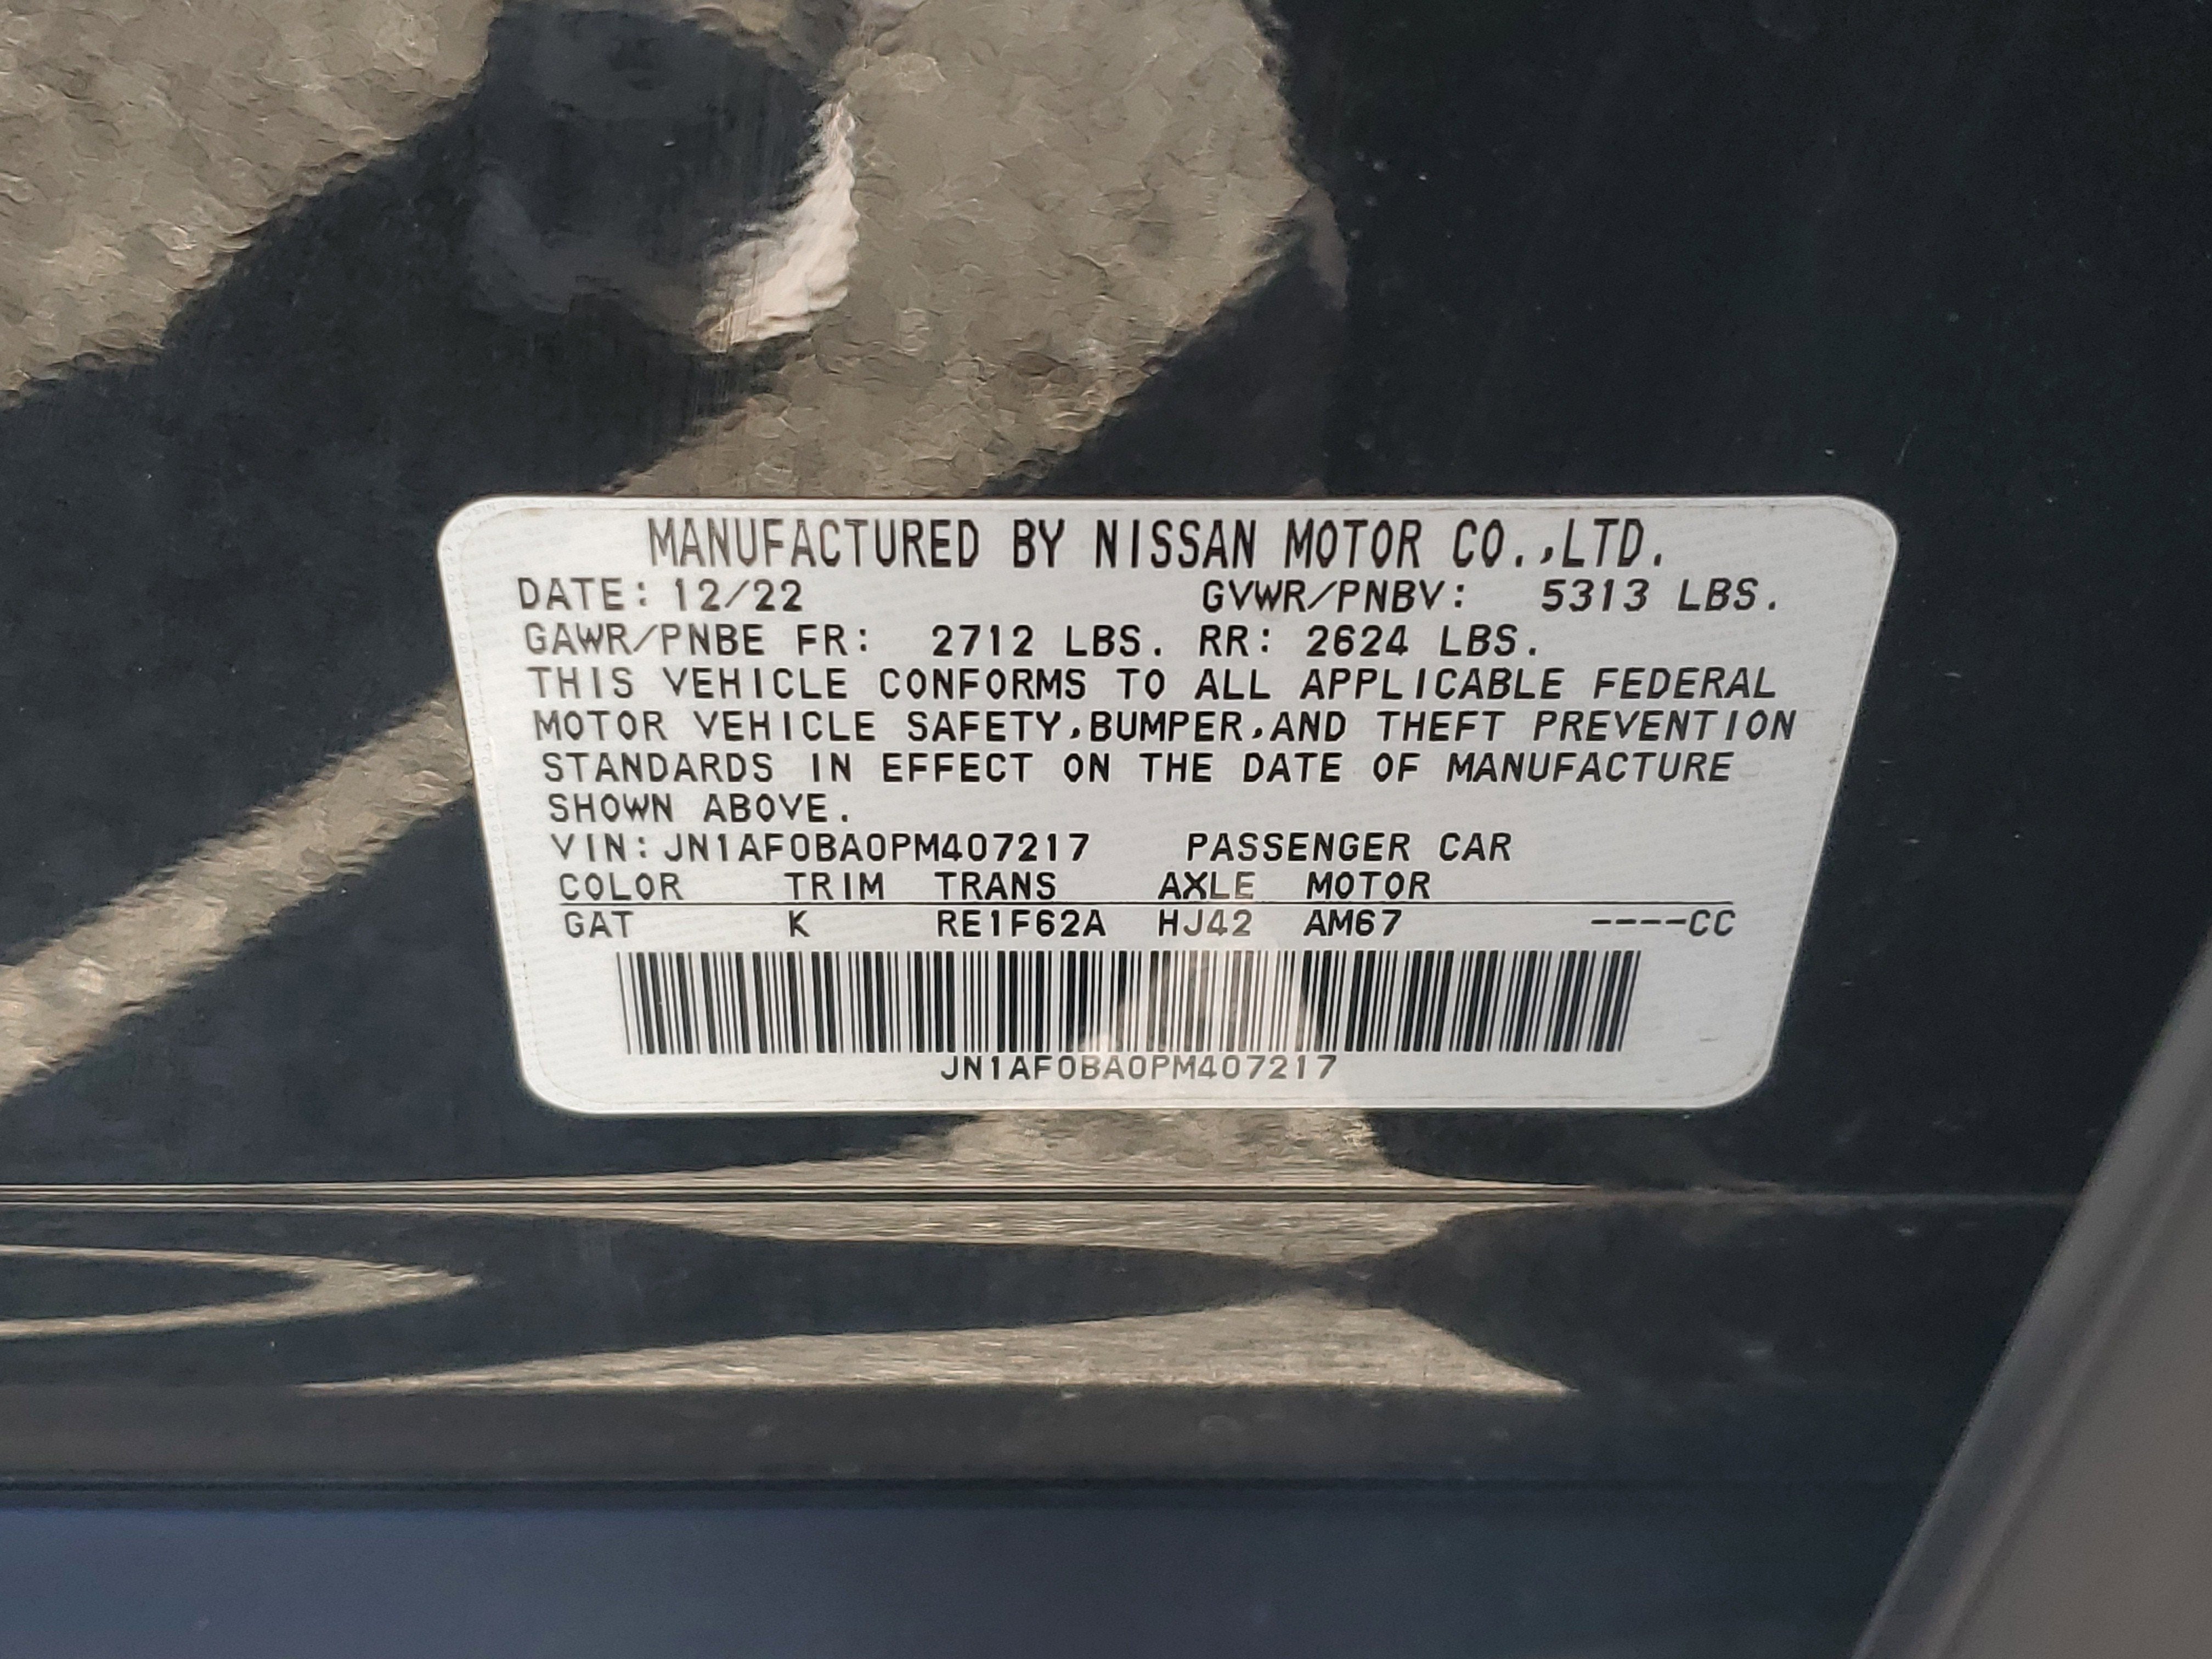 MANUFACTURED BY NISSAN MOTOR CO.,LTD.
DATE: 12/22 GVWR/PNBV: 5313 LBS.
GAWR/PNBE FR: 2712 LBS. RR: 2624 LBS.
THIS VEHICLE CONFORMS TO ALL APPLICABLE FEDERAL
MOTOR VEHICLE SAFETY,BUMPER,AND THEFT PREVENTION
STANDARDS IN EFFECT ON THE DATE OF MANUFACTURE
SHOWN ABOVE.
VIN:JN1AF0BA0PM407217 PASSENGER CAR
COLOR TRIM TRANS AXLE MOTOR
GAT K RE1F62A HJ42 AM67 ----CC
JN1AF0BA0PM407217